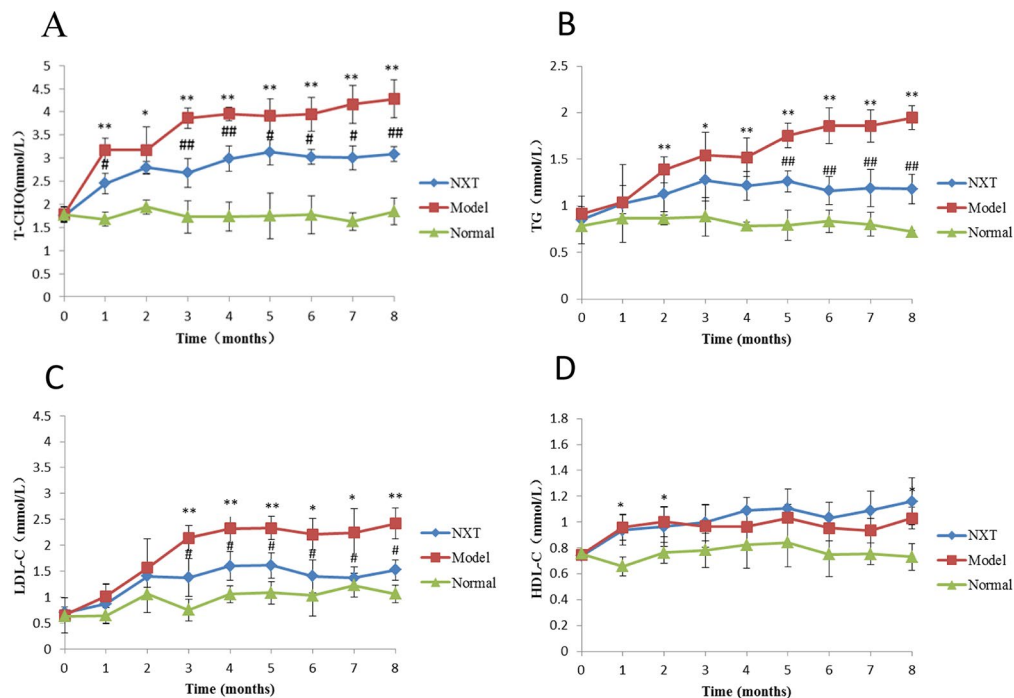 A
T-CHO(mmol/L)
5
4.5
4
3.5
3
2.5
2
1.5
1
0.5
0
** * ** ** ** ** ** **
# ## ## # # # ##
0 1 2 3 4 5 6 7 8
Time（months）
NXT
Model
Normal
B
TG（mmol/L）
2.5
2
1.5
1
0.5
0
** * ** ** ** ** **
## ## ## ##
0 1 2 3 4 5 6 7 8
Time (months)
NXT
Model
Normal
C
LDL-C（mmol/L）
4.5
4
3.5
3
2.5
2
1.5
1
0.5
0
** ** ** * * **
# # # # # #
0 1 2 3 4 5 6 7 8
Time (months)
NXT
Model
Normal
D
HDL-C（mmol/L）
1.8
1.6
1.4
1.2
1
0.8
0.6
0.4
0.2
0
* * *
0 1 2 3 4 5 6 7 8
Time (months)
NXT
Model
Normal